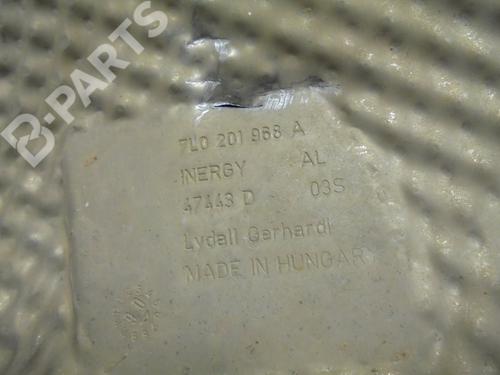 B-PARTS
7L0 201 968 A
INERGY AL
47443 D 03S
Lydall Gerhardi
MADE IN HUNGARY